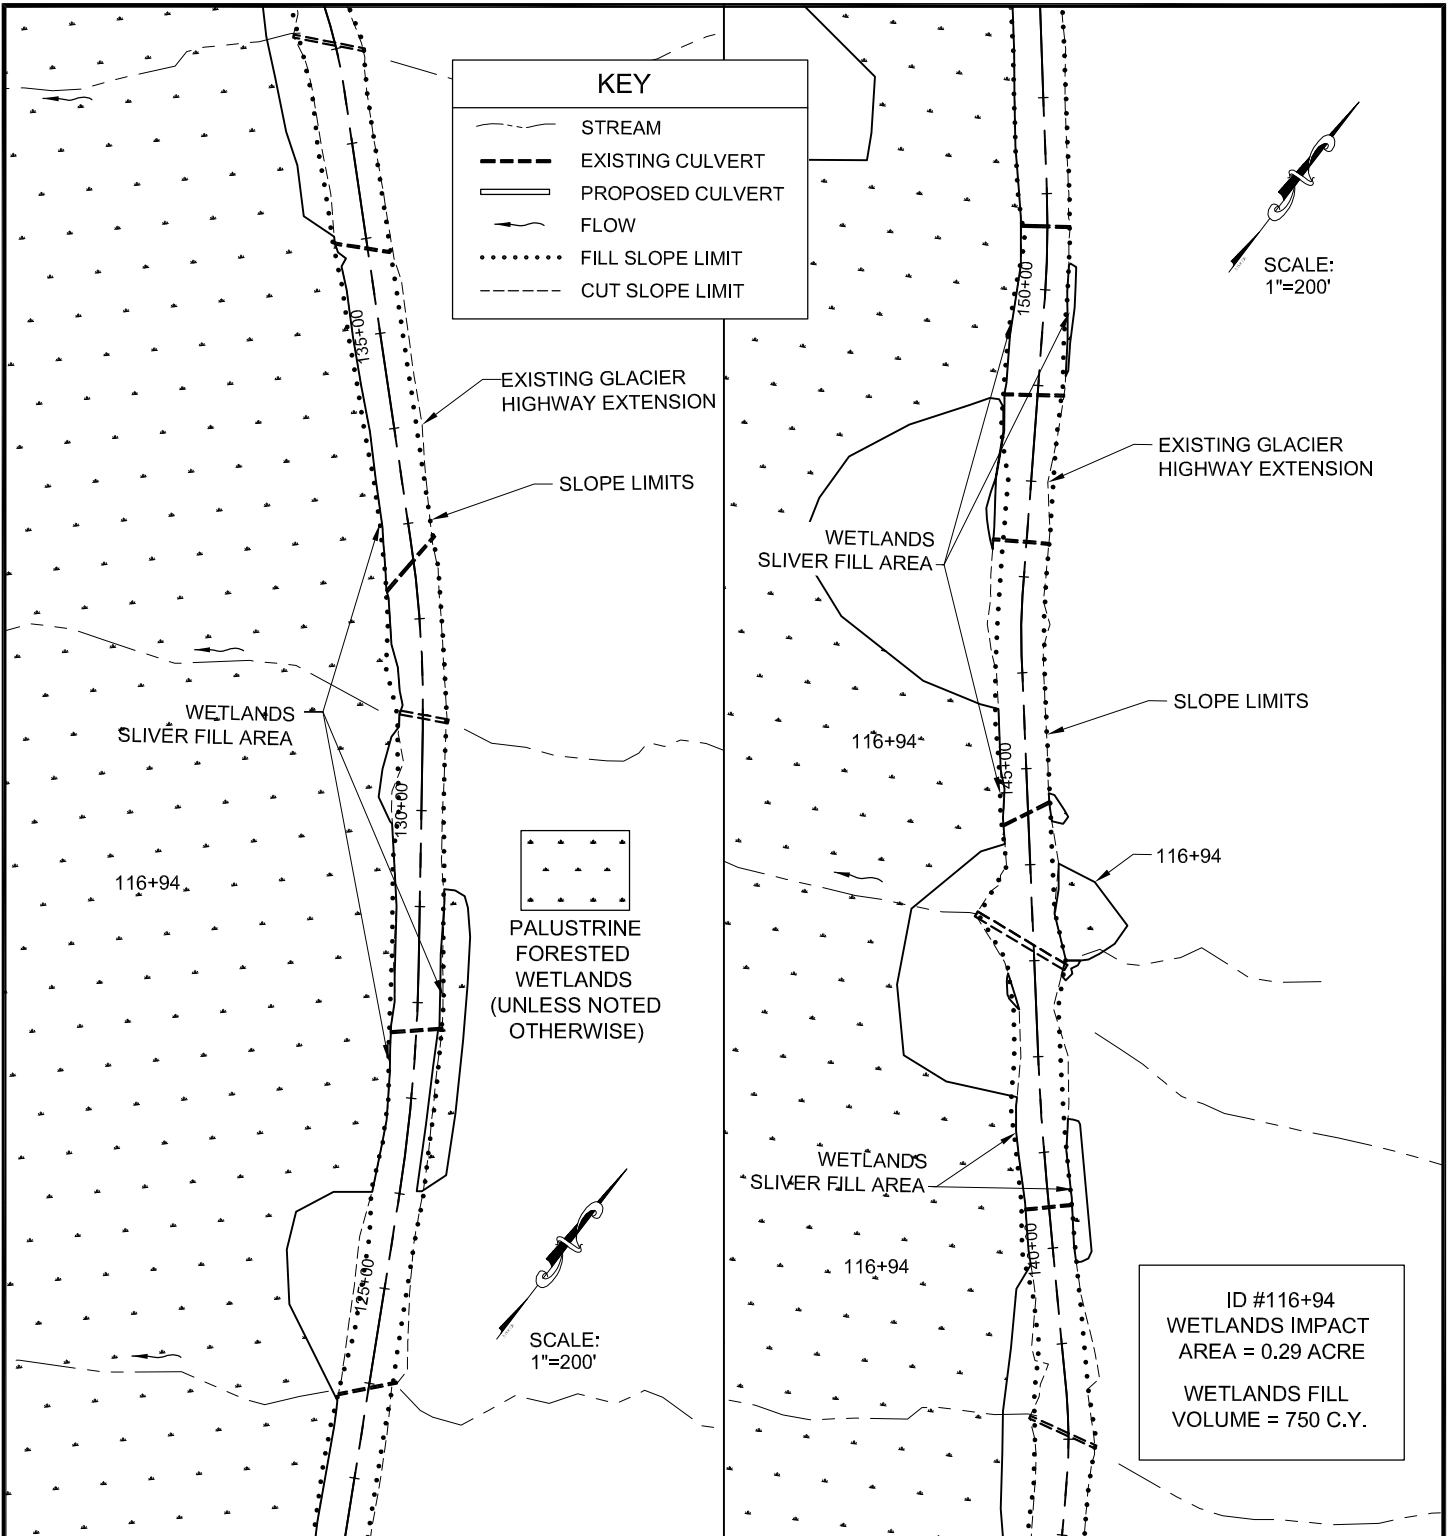 KEY
STREAM
EXISTING CULVERT
PROPOSED CULVERT
FLOW
FILL SLOPE LIMIT
CUT SLOPE LIMIT
135+00
EXISTING GLACIER
HIGHWAY EXTENSION
SLOPE LIMITS
WETLANDS
SLIVER FILL AREA
130+00
116+94
PALUSTRINE
FORESTED
WETLANDS
(UNLESS NOTED
OTHERWISE)
125+00
SCALE:
1"=200'
SCALE:
1"=200'
150+00
EXISTING GLACIER
HIGHWAY EXTENSION
WETLANDS
SLIVER FILL AREA
SLOPE LIMITS
116+94
145+00
116+94
WETLANDS
SLIVER FILL AREA
140+00
116+94
ID #116+94
WETLANDS IMPACT
AREA = 0.29 ACRE
WETLANDS FILL
VOLUME = 750 C.Y.